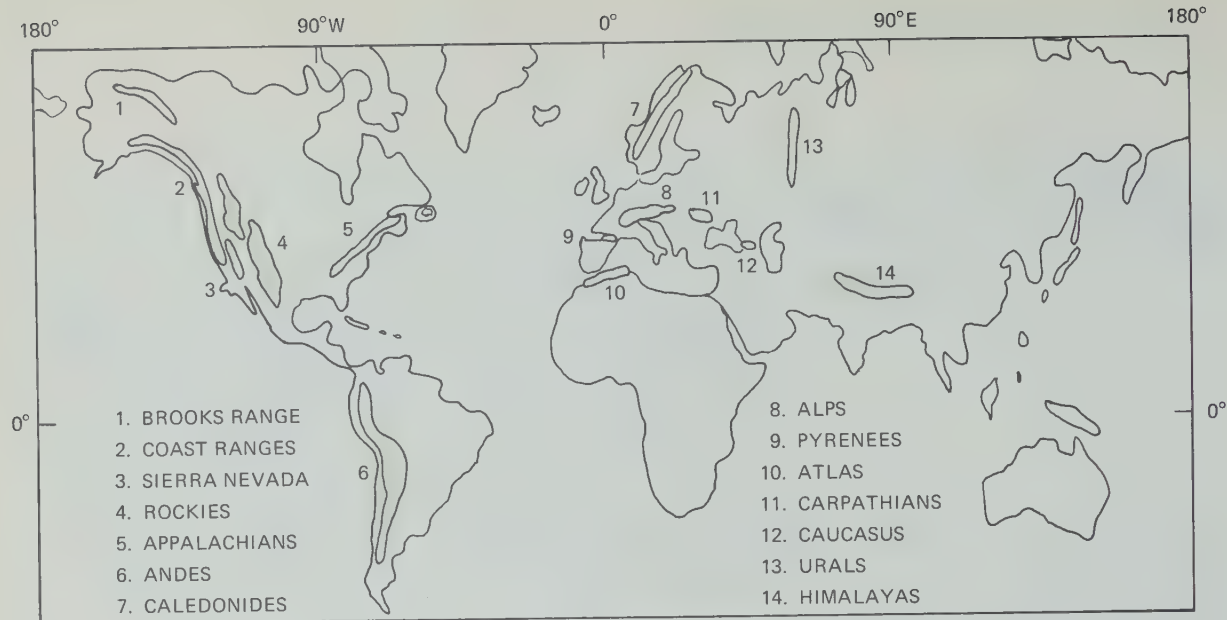 180°
90°W
0°
90°E
180°
1
2
3
4
5
6
7
8
9
10
11
12
13
14
0°
0°
1. BROOKS RANGE
2. COAST RANGES
3. SIERRA NEVADA
4. ROCKIES
5. APPALACHIANS
6. ANDES
7. CALEDONIDES
8. ALPS
9. PYRENEES
10. ATLAS
11. CARPATHIANS
12. CAUCASUS
13. URALS
14. HIMALAYAS